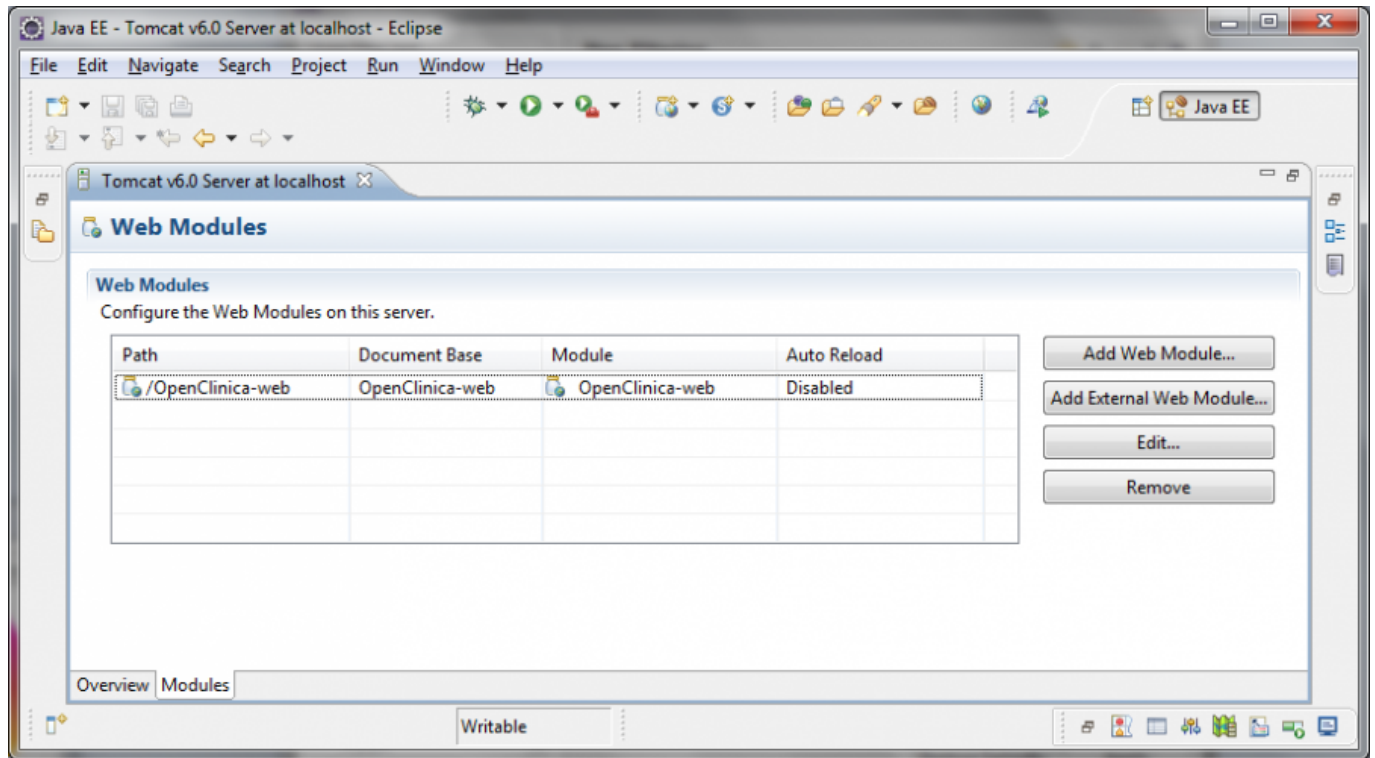 Java EE - Tomcat v6.0 Server at localhost - Eclipse
File Edit Navigate Search Project Run Window Help
Java EE
Tomcat v6.0 Server at localhost
Web Modules
Web Modules
Configure the Web Modules on this server.
Path Document Base Module Auto Reload
/OpenClinica-web OpenClinica-web OpenClinica-web Disabled
Add Web Module...
Add External Web Module...
Edit...
Remove
Overview Modules
Writable